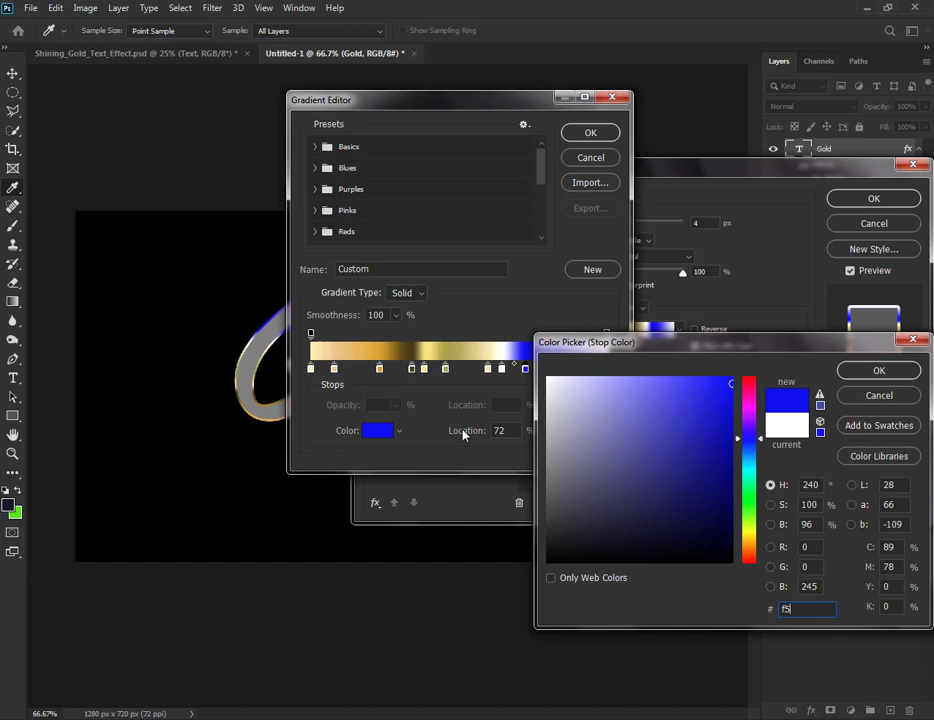 Ps File Edit Image Layer Type Select Filter 3D View Window Help
Sample Size: Point Sample Sample: All Layers Show Sampling Ring
Shining_Gold_Text_Effect.psd @ 25% (Text, RGB/8*) * × Untitled-1 @ 66.7% (Gold, RGB/8#) * ×
Layers Channels Paths
Kind
Normal Opacity: 100%
Lock: Fill: 100%
T Gold fx
Gradient Editor
Presets
Basics
Blues
Purples
Pinks
Reds
OK
Cancel
Import...
Export...
Name: Custom New
Gradient Type: Solid
Smoothness: 100 %
Stops
Opacity: % Location: %
Color: Location: 72 %
4 px
100 %
Reverse
OK
Cancel
New Style...
Preview
fx
Color Picker (Stop Color)
new
current
OK
Cancel
Add to Swatches
Color Libraries
H: 240 ° L: 28
S: 100 % a: 66
B: 96 % b: -109
R: 0 C: 89 %
G: 0 M: 78 %
B: 245 Y: 0 %
# f5 K: 0 %
Only Web Colors
66.67% 1280 px x 720 px (72 ppi)